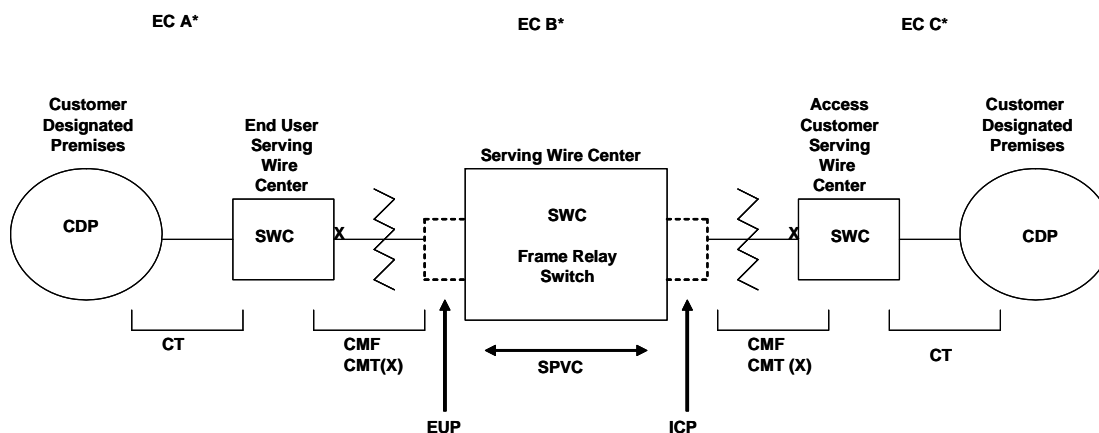 EC A*
EC B*
EC C*
Customer
Designated
Premises
End User
Serving
Wire
Center
Serving Wire Center
Access
Customer
Serving
Wire
Center
Customer
Designated
Premises
CDP
SWC
X
SWC
Frame Relay
Switch
X
SWC
CDP
CT
CMF
CMT(X)
SPVC
CMF
CMT (X)
CT
EUP
ICP